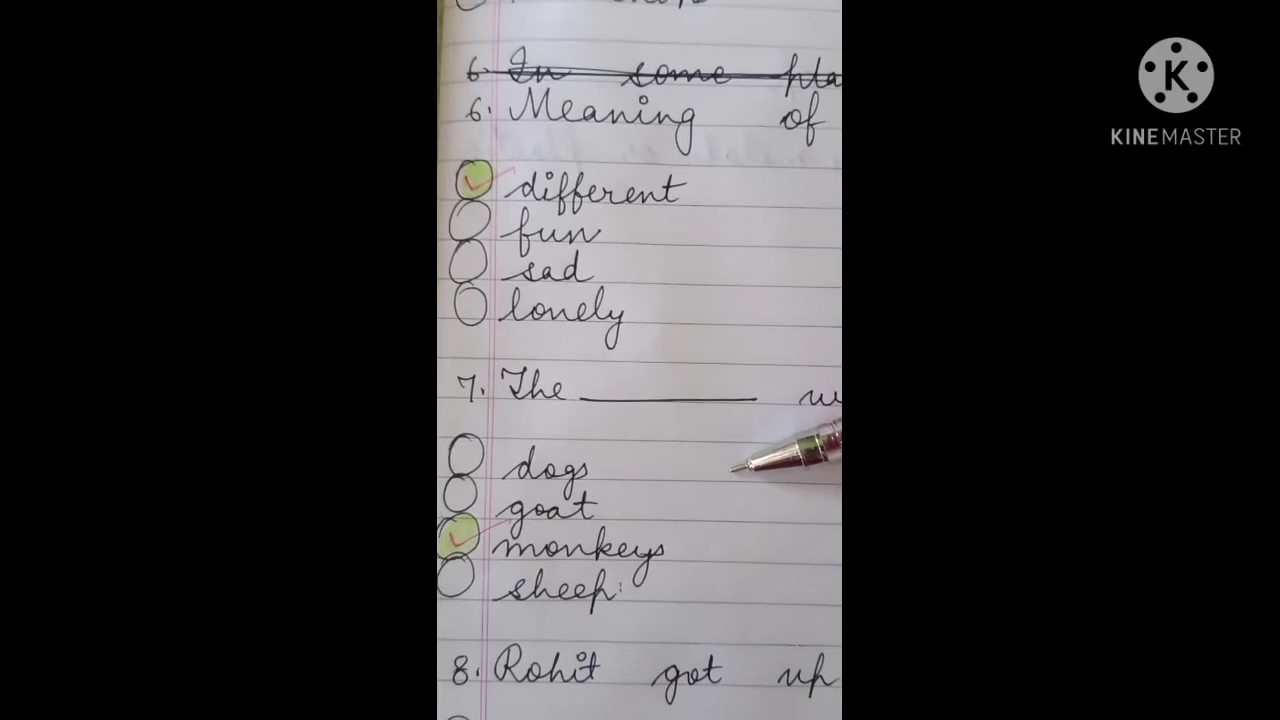 6. In some pla
6. Meaning of
different
fun
sad
lonely
7. The ________
dogs
goat
monkeys
sheep.
8. Rohit got up
KINEMASTER